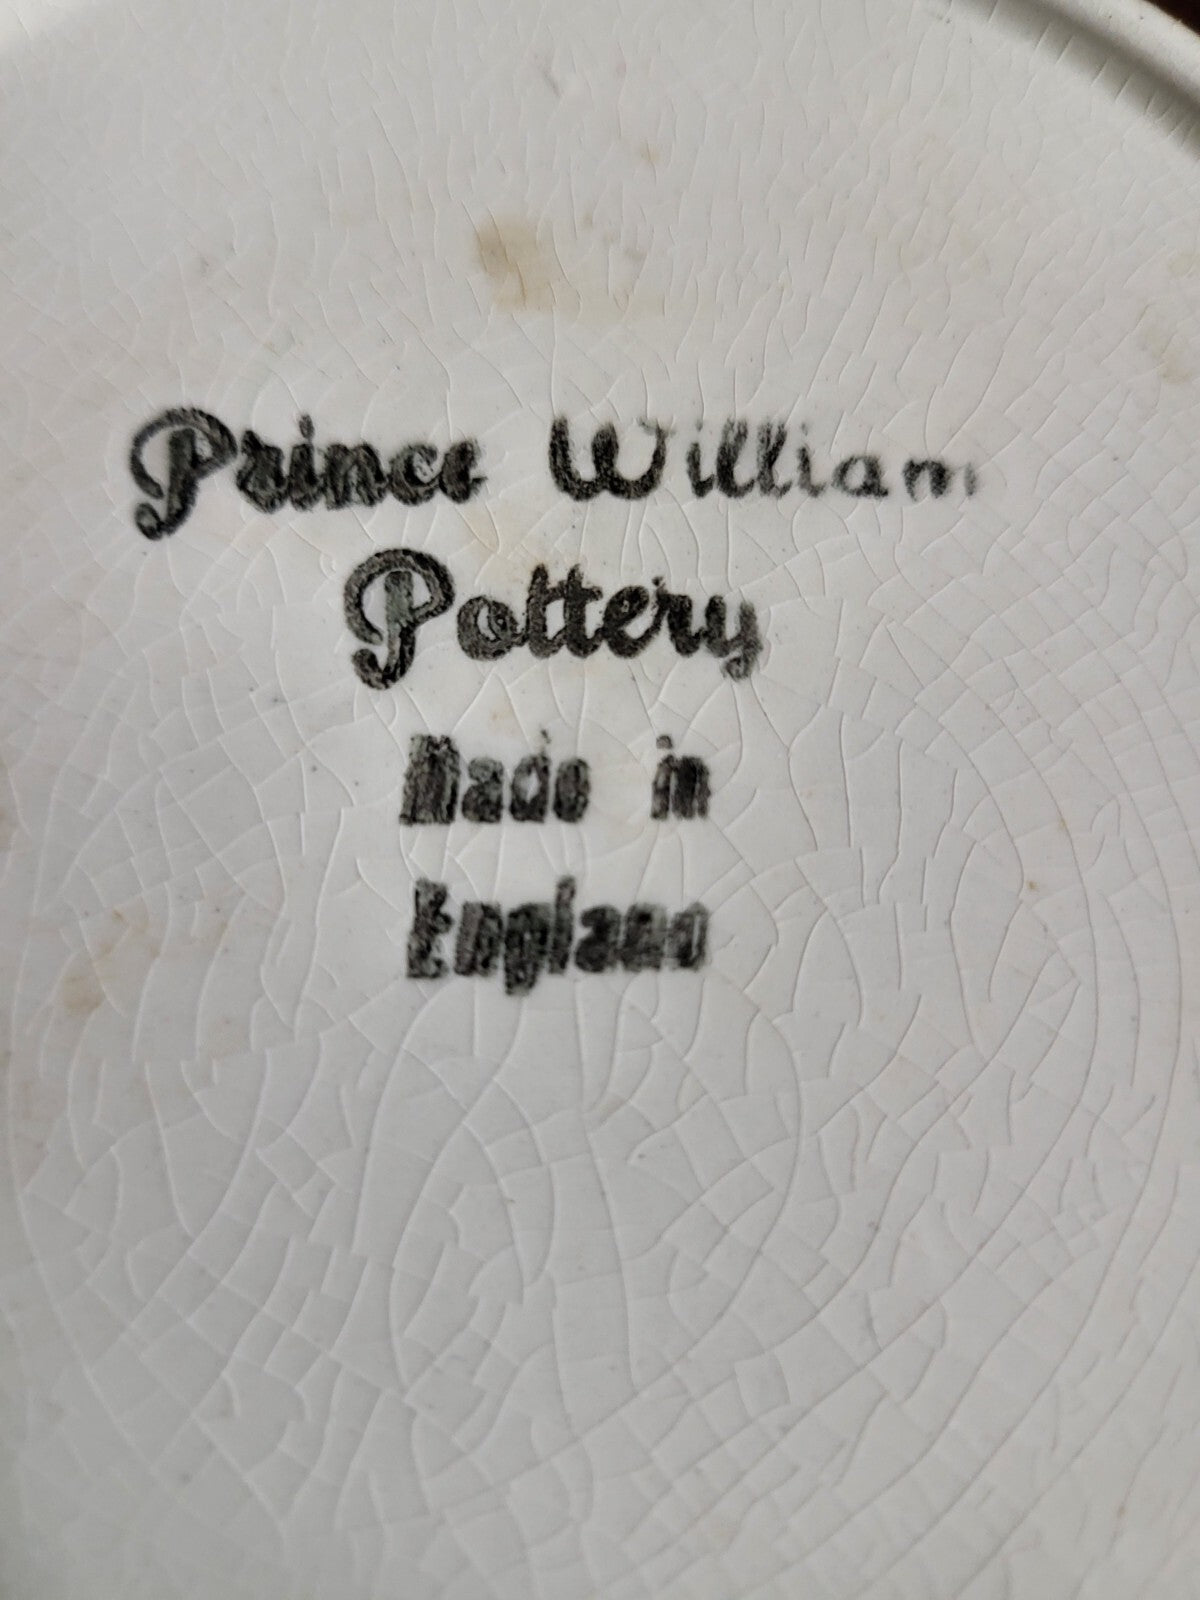 Prince William
Pottery
Made in
England